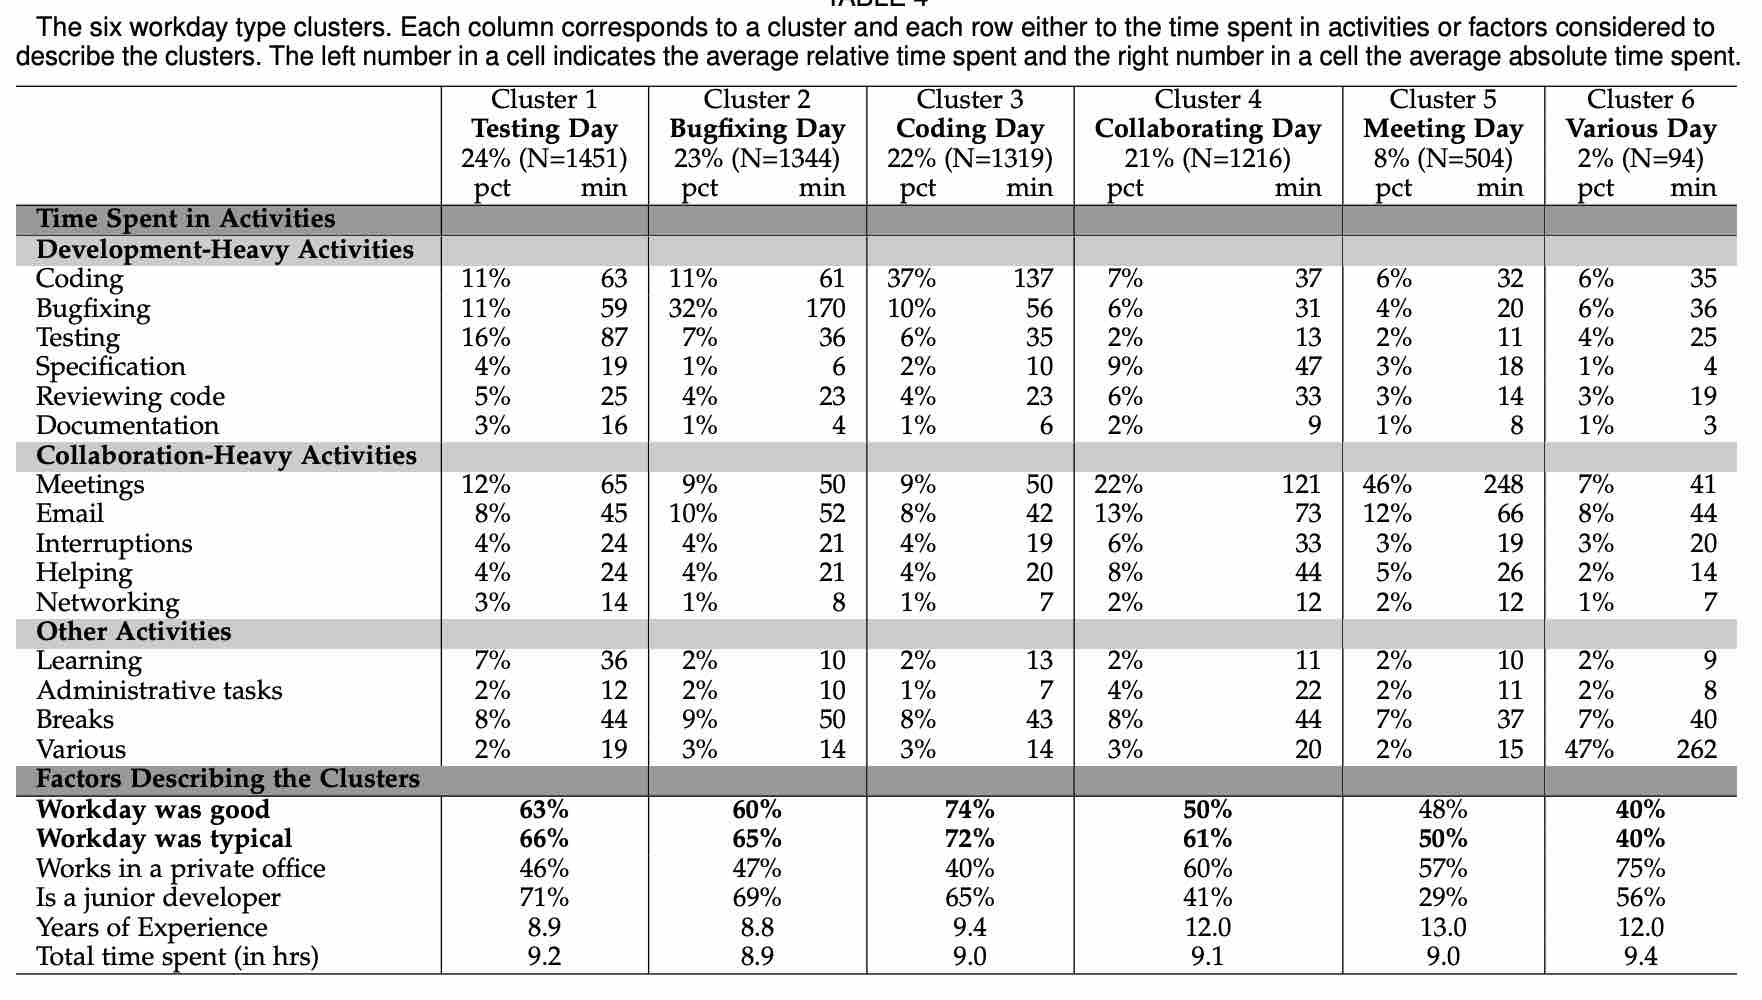 TABLE 4
The six workday type clusters. Each column corresponds to a cluster and each row either to the time spent in activities or factors considered to
describe the clusters. The left number in a cell indicates the average relative time spent and the right number in a cell the average absolute time spent.
Cluster 1 Cluster 2 Cluster 3 Cluster 4 Cluster 5 Cluster 6
Testing Day Bugfixing Day Coding Day Collaborating Day Meeting Day Various Day
24% (N=1451) 23% (N=1344) 22% (N=1319) 21% (N=1216) 8% (N=504) 2% (N=94)
pct min pct min pct min pct min pct min pct min
Time Spent in Activities
Development-Heavy Activities
Coding 11% 63 11% 61 37% 137 7% 37 6% 32 6% 35
Bugfixing 11% 59 32% 170 10% 56 6% 31 4% 20 6% 36
Testing 16% 87 7% 36 6% 35 2% 13 2% 11 4% 25
Specification 4% 19 1% 6 2% 10 9% 47 3% 18 1% 4
Reviewing code 5% 25 4% 23 4% 23 6% 33 3% 14 3% 19
Documentation 3% 16 1% 4 1% 6 2% 9 1% 8 1% 3
Collaboration-Heavy Activities
Meetings 12% 65 9% 50 9% 50 22% 121 46% 248 7% 41
Email 8% 45 10% 52 8% 42 13% 73 12% 66 8% 44
Interruptions 4% 24 4% 21 4% 19 6% 33 3% 19 3% 20
Helping 4% 24 4% 21 4% 20 8% 44 5% 26 2% 14
Networking 3% 14 1% 8 1% 7 2% 12 2% 12 1% 7
Other Activities
Learning 7% 36 2% 10 2% 13 2% 11 2% 10 2% 9
Administrative tasks 2% 12 2% 10 1% 7 4% 22 2% 11 2% 8
Breaks 8% 44 9% 50 8% 43 8% 44 7% 37 7% 40
Various 2% 19 3% 14 3% 14 3% 20 2% 15 47% 262
Factors Describing the Clusters
Workday was good 63% 60% 74% 50% 48% 40%
Workday was typical 66% 65% 72% 61% 50% 40%
Works in a private office 46% 47% 40% 60% 57% 75%
Is a junior developer 71% 69% 65% 41% 29% 56%
Years of Experience 8.9 8.8 9.4 12.0 13.0 12.0
Total time spent (in hrs) 9.2 8.9 9.0 9.1 9.0 9.4